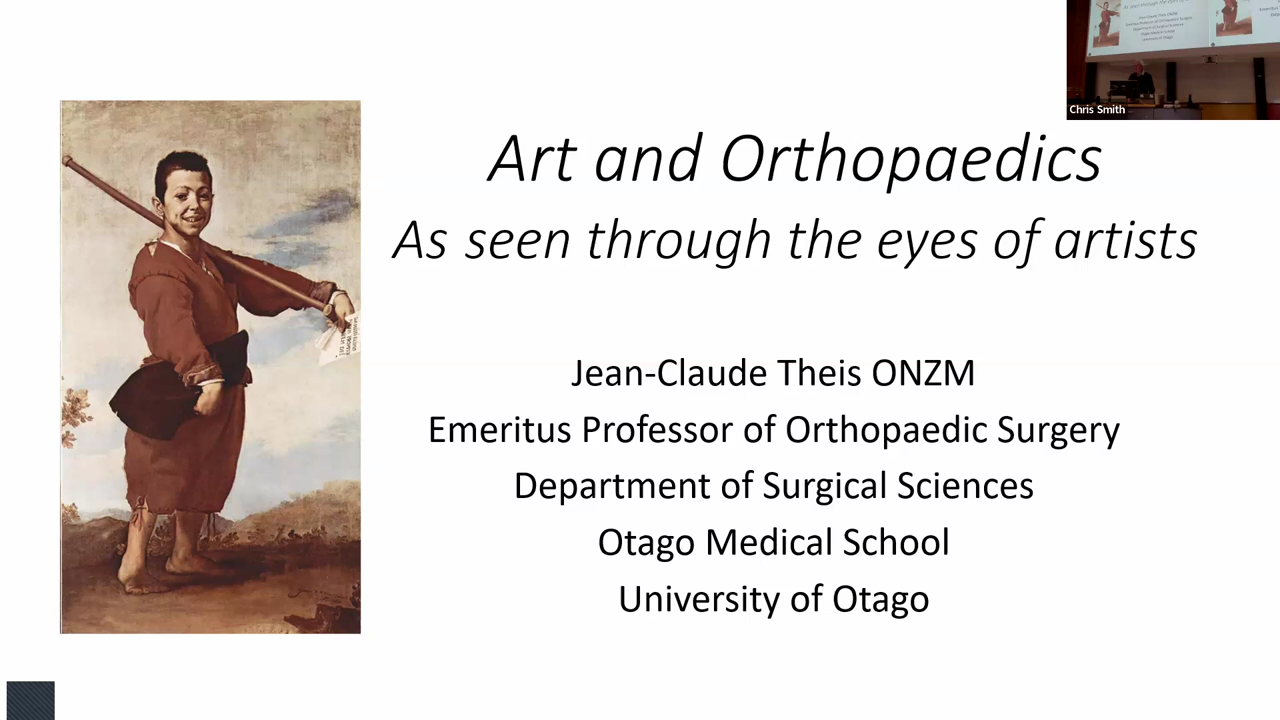 Art and Orthopaedics
As seen through the eyes of artists
Jean-Claude Theis ONZM
Emeritus Professor of Orthopaedic Surgery
Department of Surgical Sciences
Otago Medical School
University of Otago
Chris Smith